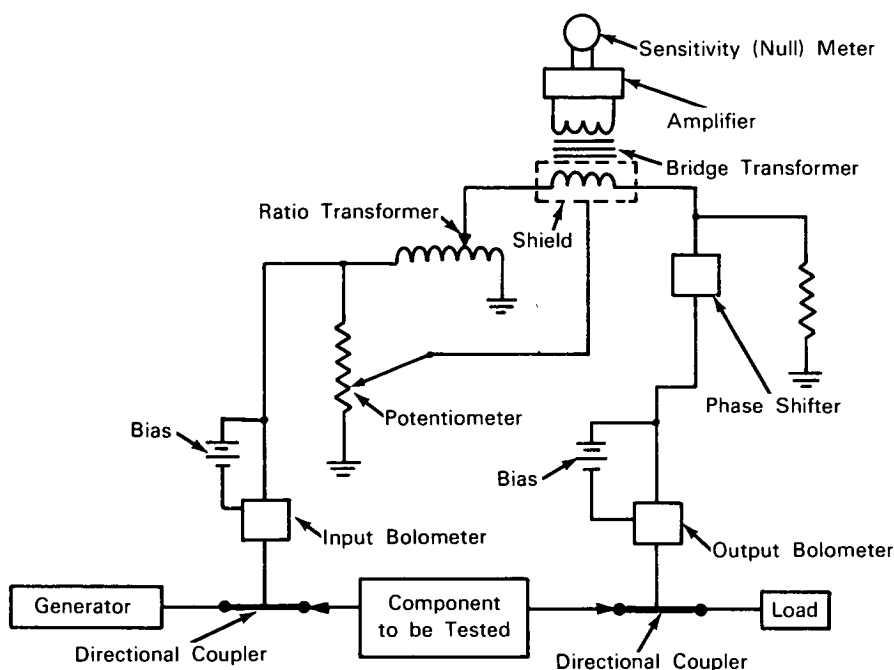 Sensitivity (Null) Meter
Amplifier
Bridge Transformer
Ratio Transformer
Shield
Phase Shifter
Potentiometer
Bias
Bias
Input Bolometer
Output Bolometer
Generator
Component
to be Tested
Load
Directional Coupler
Directional Coupler